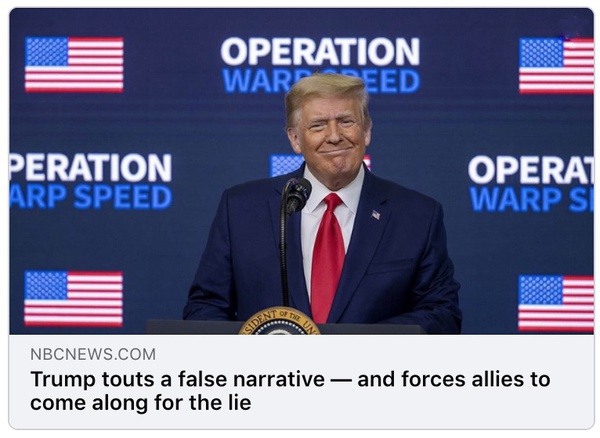 OPERATION
WARP SPEED
PERATION
ARP SPEED
OPERAT
WARP S
SIDENT OF THE UN
NBCNEWS.COM
Trump touts a false narrative — and forces allies to
come along for the lie